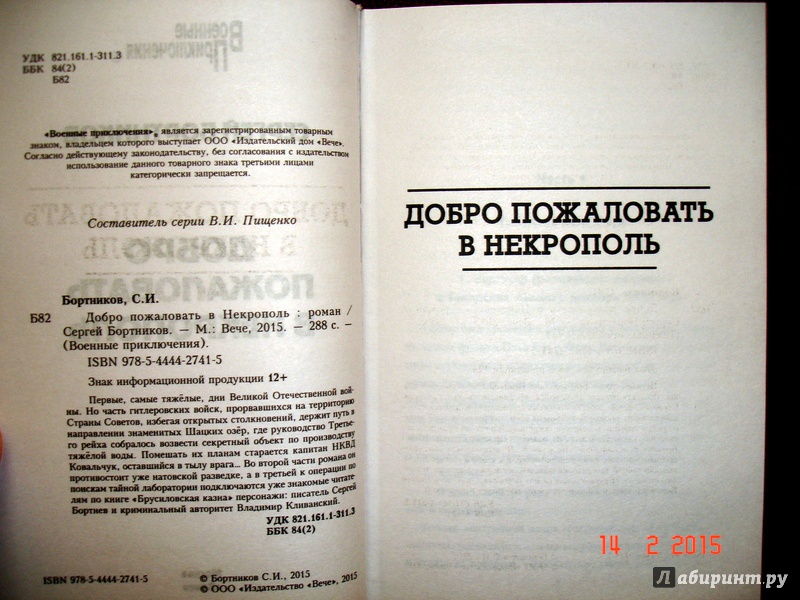 УДК 821.161.1-311.3
ББК 84(2)
Б82
«Военные приключения», является зарегистрированным товарным
знаком, владельцем которого выступает ООО «Издательский дом «Вече».
Согласно действующему законодательству, без согласования с издательством
использование данного товарного знака третьими лицами
категорически запрещается.
Составитель серии В.И. Пищенко
Бортников, С.И.
Б82 Добро пожаловать в Некрополь : роман /
Сергей Бортников. — М.: Вече, 2015. — 288 с. —
(Военные приключения).
ISBN 978-5-4444-2741-5
Знак информационной продукции 12+
Первые, самые тяжёлые, дни Великой Отечественной вой-
ны. Но часть гитлеровских войск, прорвавшихся на территорию
Страны Советов, избегая открытых столкновений, держит путь в
направлении знаменитых Шацких озёр, где руководство Третье-
го рейха собралось возвести секретный объект по производству
тяжёлой воды. Помешать их планам старается капитан НКВД
Ковальчук, оставшийся в тылу врага... Во второй части романа он
противостоит уже натовской разведке, а в третьей к операции по
поискам тайной лаборатории подключаются уже знакомые читате-
лям по книге «Брусиловская казна» персонажи: писатель Сергей
Бортнев и криминальный авторитет Владимир Кливанский.
УДК 821.161.1-311.3
ББК 84(2)
ISBN 978-5-4444-2741-5
© Бортников С.И., 2015
© ООО «Издательство «Вече», 2015
ДОБРО ПОЖАЛОВАТЬ
В НЕКРОПОЛЬ
14 2 2015
Лабиринт.ру